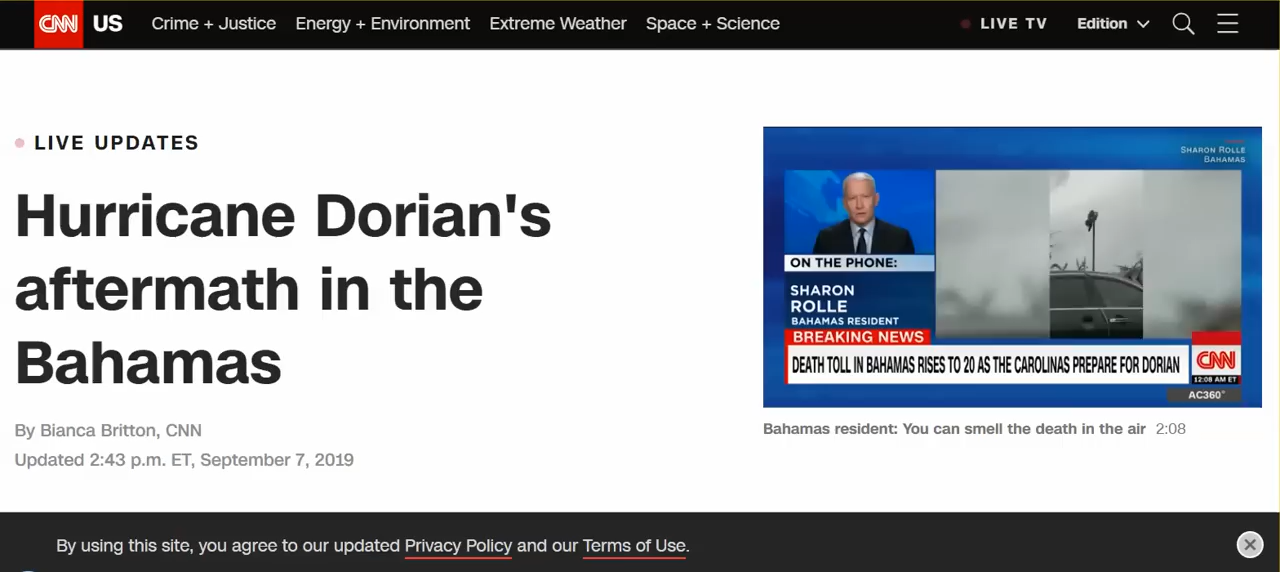 CNN US Crime + Justice Energy + Environment Extreme Weather Space + Science LIVE TV Edition
LIVE UPDATES
Hurricane Dorian's
aftermath in the
Bahamas
By Bianca Britton, CNN
Updated 2:43 p.m. ET, September 7, 2019
SHARON ROLLE
BAHAMAS
ON THE PHONE:
SHARON
ROLLE
BAHAMAS RESIDENT
BREAKING NEWS
DEATH TOLL IN BAHAMAS RISES TO 20 AS THE CAROLINAS PREPARE FOR DORIAN
CNN
12:08 AM ET
AC360°
Bahamas resident: You can smell the death in the air 2:08
By using this site, you agree to our updated Privacy Policy and our Terms of Use.